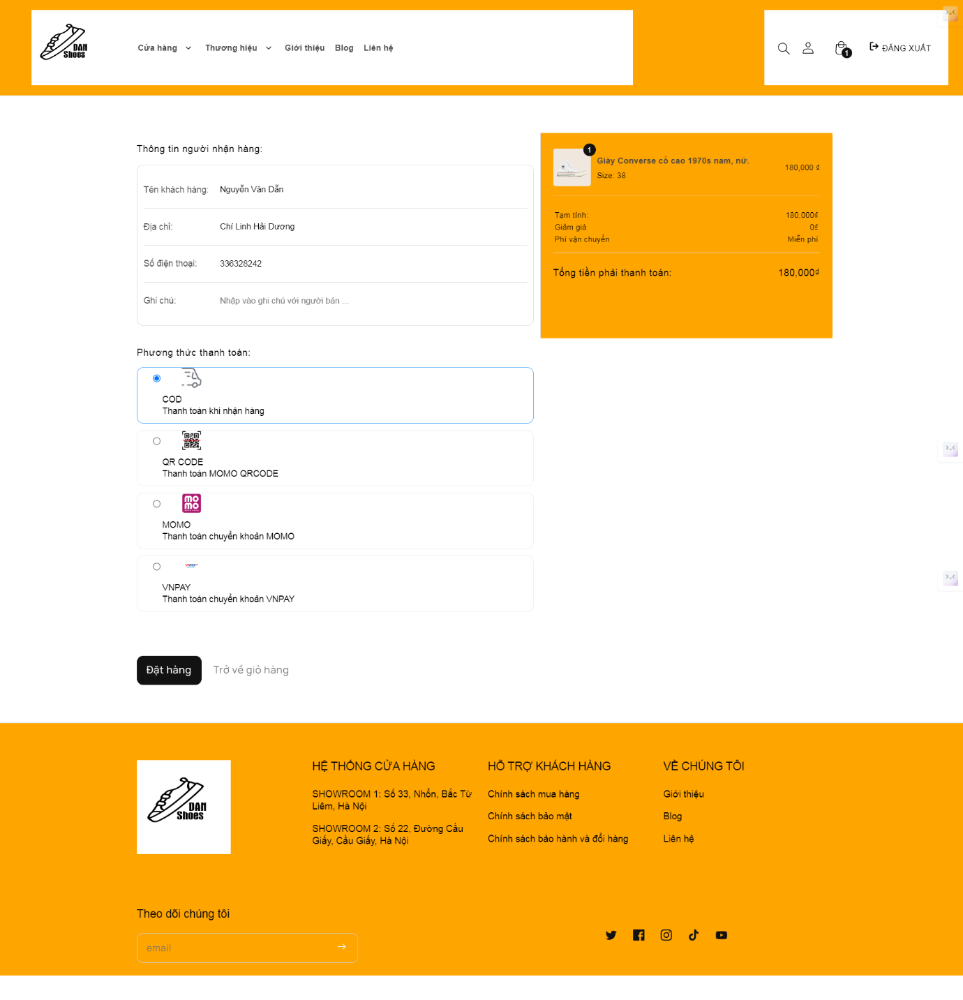 DAN
Shoes
Cửa hàng
Thương hiệu
Giới thiệu
Blog
Liên hệ
1
ĐĂNG XUẤT
Thông tin người nhận hàng:
Tên khách hàng: Nguyễn Văn Dẫn
Địa chỉ: Chí Linh Hải Dương
Số điện thoại: 336328242
Ghi chú: Nhập vào ghi chú với người bán ...
1
Giày Converse cổ cao 1970s nam, nữ.
Size: 38
180,000 ₫
Tạm tính: 180,000₫
Giảm giá 0₫
Phí vận chuyển Miễn phí
Tổng tiền phải thanh toán: 180,000₫
Phương thức thanh toán:
COD
Thanh toán khi nhận hàng
QR CODE
Thanh toán MOMO QRCODE
mo
mo
MOMO
Thanh toán chuyển khoản MOMO
VNPAY
Thanh toán chuyển khoản VNPAY
Đặt hàng
Trở về giỏ hàng
DAN
Shoes
HỆ THỐNG CỬA HÀNG
SHOWROOM 1: Số 33, Nhổn, Bắc Từ
Liêm, Hà Nội
SHOWROOM 2: Số 22, Đường Cầu
Giấy, Cầu Giấy, Hà Nội
HỖ TRỢ KHÁCH HÀNG
Chính sách mua hàng
Chính sách bảo mật
Chính sách bảo hành và đổi hàng
VỀ CHÚNG TÔI
Giới thiệu
Blog
Liên hệ
Theo dõi chúng tôi
email